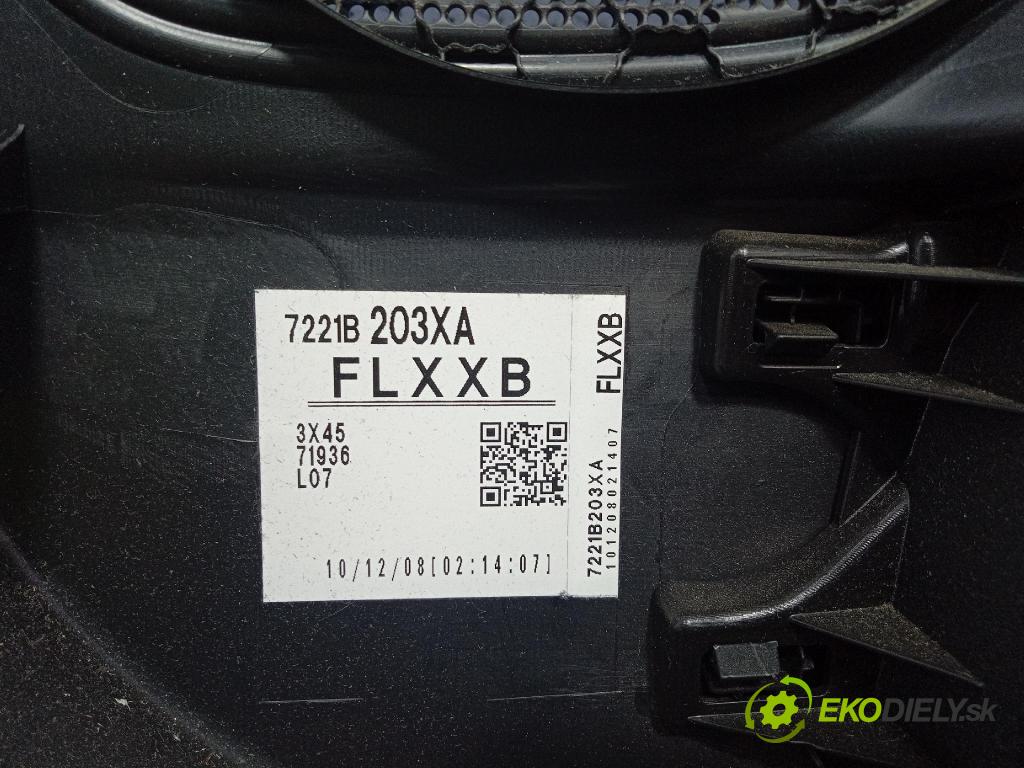 7221B 203XA
FLXXB
3X45
71936
L07
10/12/08[02:14:07]
FLXXB
7221B203XA
101208021407
EKODIELY.sk